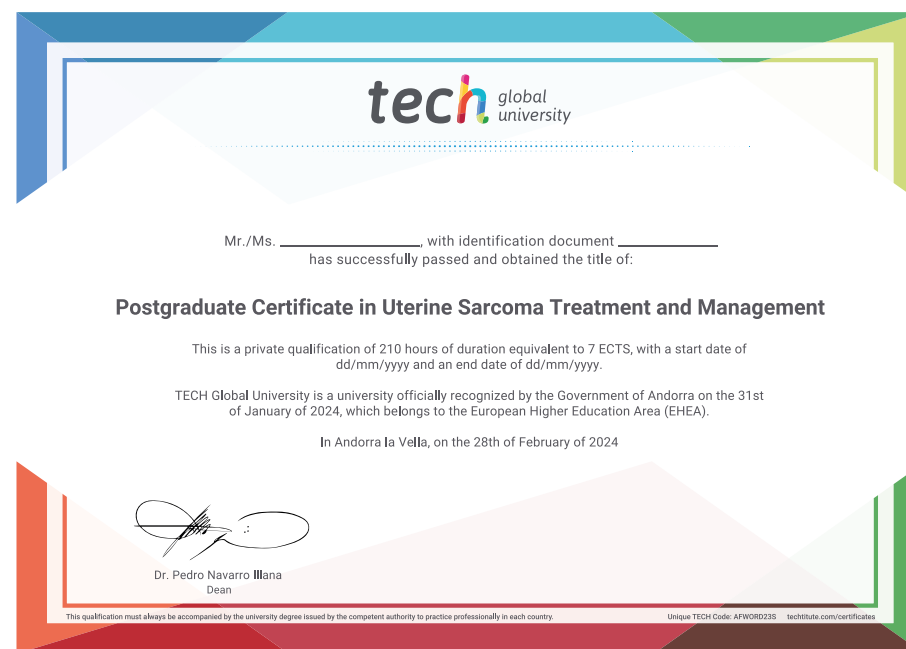 tech global
university
Mr./Ms. ____________, with identification document ____________
has successfully passed and obtained the title of:
Postgraduate Certificate in Uterine Sarcoma Treatment and Management
This is a private qualification of 210 hours of duration equivalent to 7 ECTS, with a start date of
dd/mm/yyyy and an end date of dd/mm/yyyy.
TECH Global University is a university officially recognized by the Government of Andorra on the 31st
of January of 2024, which belongs to the European Higher Education Area (EHEA).
In Andorra la Vella, on the 28th of February of 2024
Dr. Pedro Navarro Illana
Dean
This qualification must always be accompanied by the university degree issued by the competent authority to practice professionally in each country.
Unique TECH Code: AFWORD23S techtitute.com/certificates